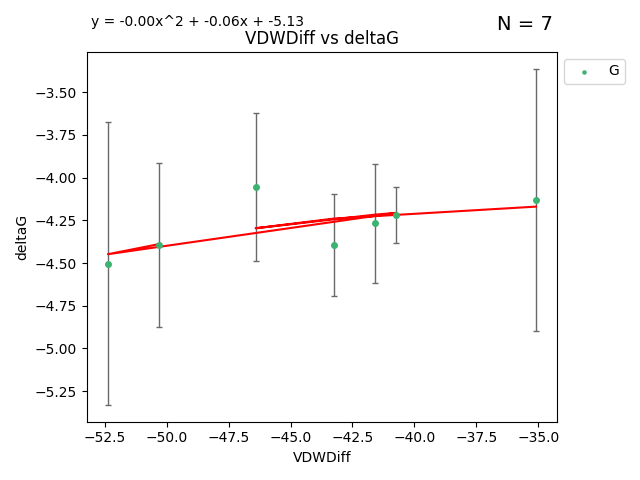 y = -0.00x^2 + -0.06x + -5.13
N = 7
VDWDiff vs deltaG
G
−3.50
−3.75
−4.00
−4.25
−4.50
−4.75
−5.00
−5.25
deltaG
−52.5 −50.0 −47.5 −45.0 −42.5 −40.0 −37.5 −35.0
VDWDiff